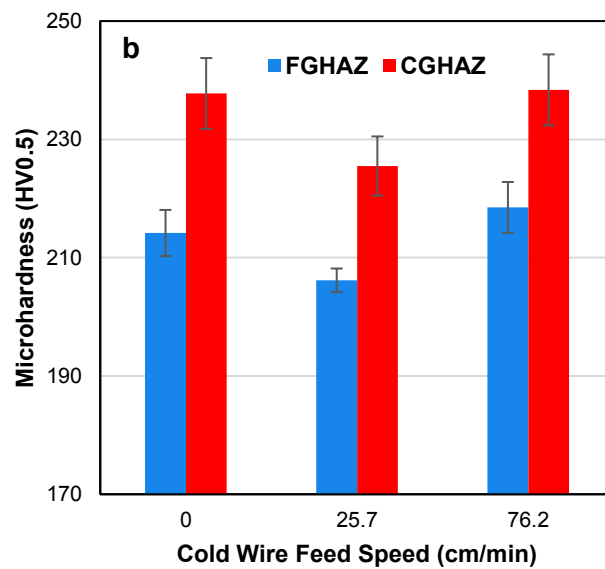 b
FGHAZ CGHAZ
Microhardness (HV0.5)
250
230
210
190
170
0 25.7 76.2
Cold Wire Feed Speed (cm/min)